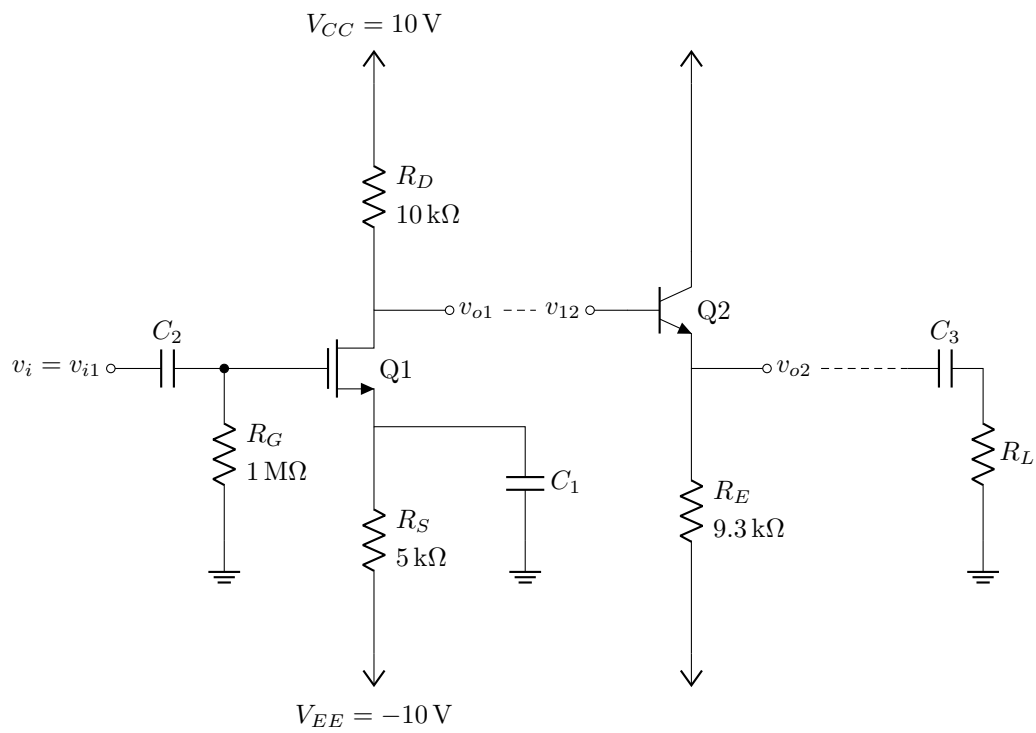 V_{CC} = 10 V
R_D
10 kΩ
v_{o1}
v_{12}
Q2
C_2
C_3
v_i = v_{i1}
Q1
v_{o2}
R_G
1 MΩ
R_L
C_1
R_E
9.3 kΩ
R_S
5 kΩ
V_{EE} = −10 V